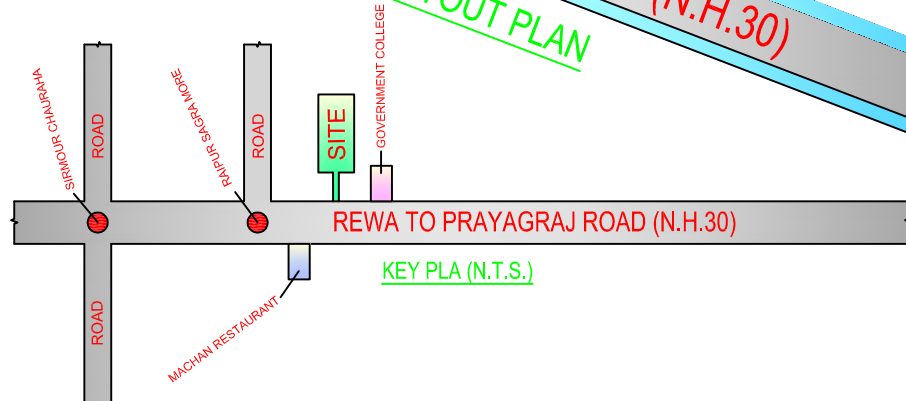 OUT PLAN
(N.H.30)
SIRMOUR CHAURAHA
RAIPUR SAGRA MORE
GOVERNMENT COLLEGE
ROAD
ROAD
SITE
REWA TO PRAYAGRAJ ROAD (N.H.30)
KEY PLA (N.T.S.)
ROAD
MACHAN RESTAURANT